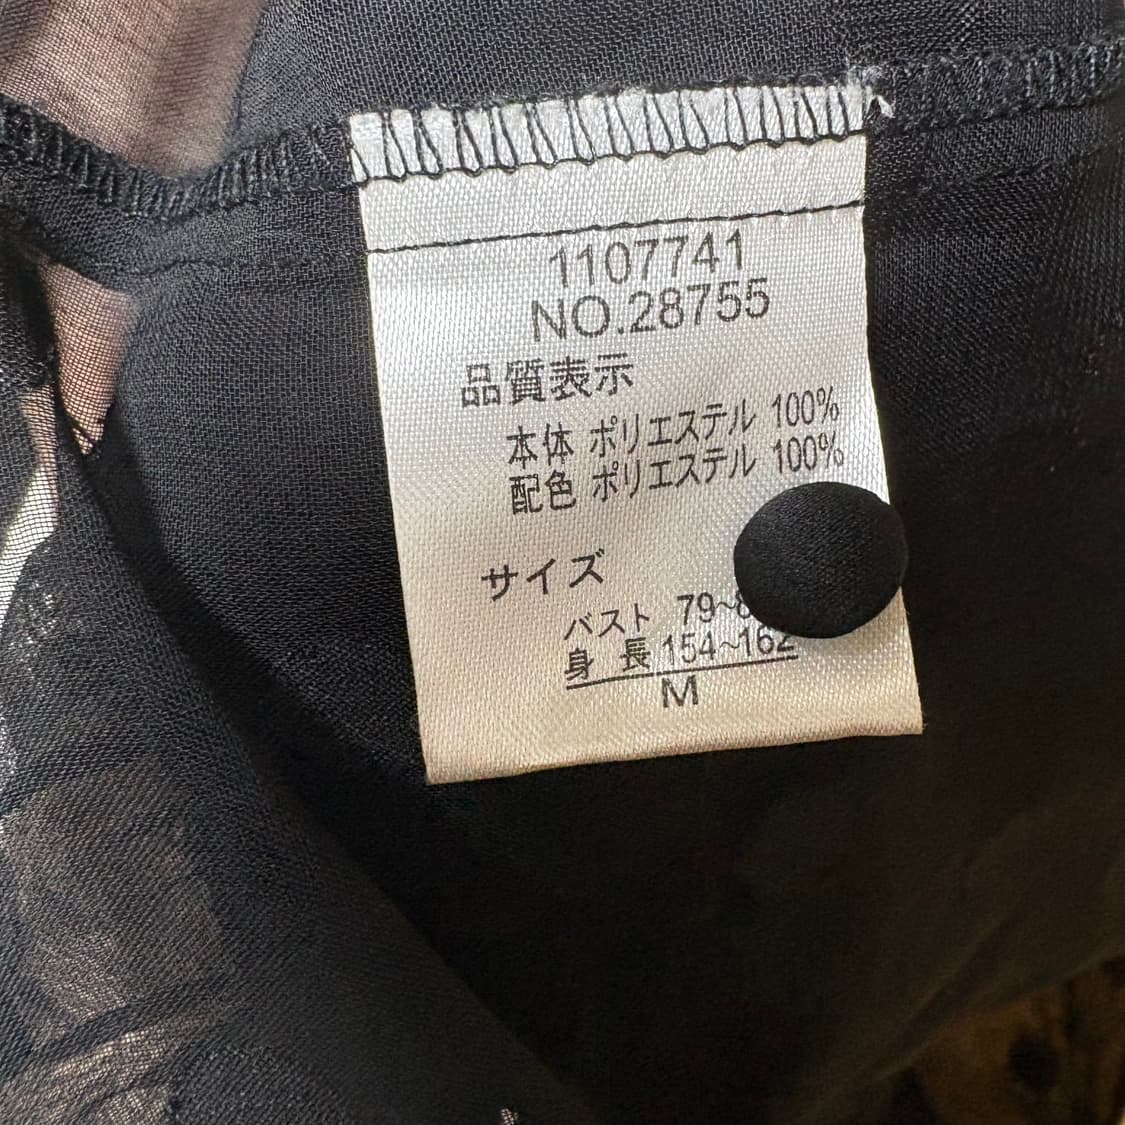 1107741
NO.28755
品質表示
本体 ポリエステル 100%
配色 ポリエステル 100%
サイズ
バスト
身長 154~162
M